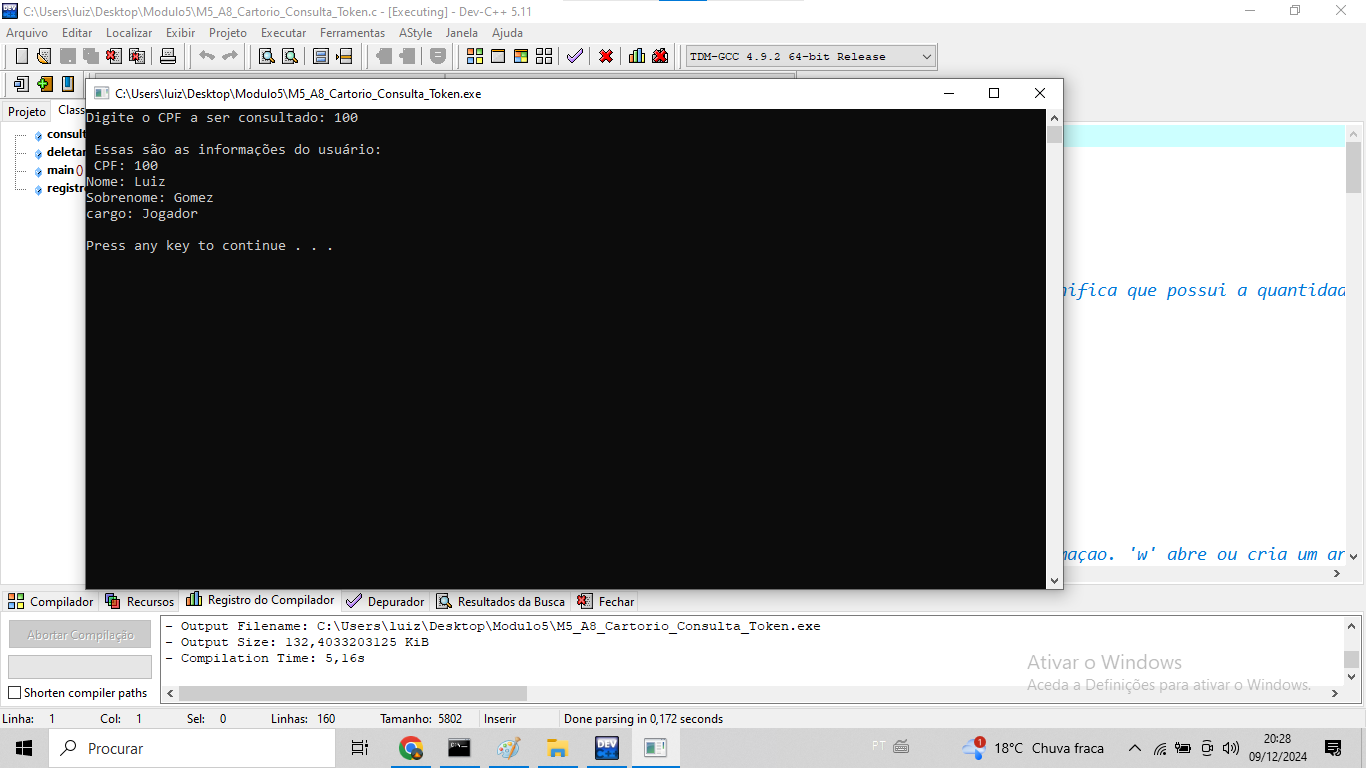 C:\Users\luiz\Desktop\Modulo5\M5_A8_Cartorio_Consulta_Token.c - [Executing] - Dev-C++ 5.11
Arquivo Editar Localizar Exibir Projeto Executar Ferramentas AStyle Janela Ajuda
TDM-GCC 4.9.2 64-bit Release
C:\Users\luiz\Desktop\Modulo5\M5_A8_Cartorio_Consulta_Token.exe
Projeto Class
consult
deletar
main ()
registr
Digite o CPF a ser consultado: 100
Essas são as informações do usuário:
CPF: 100
Nome: Luiz
Sobrenome: Gomez
cargo: Jogador
Press any key to continue . . .
nifica que possui a quantidad
maçao. 'w' abre ou cria um ar
Compilador Recursos Registro do Compilador Depurador Resultados da Busca Fechar
Abortar Compilação
Shorten compiler paths
- Output Filename: C:\Users\luiz\Desktop\Modulo5\M5_A8_Cartorio_Consulta_Token.exe
- Output Size: 132,4033203125 KiB
- Compilation Time: 5,16s
Ativar o Windows
Aceda a Definições para ativar o Windows.
Linha: 1 Col: 1 Sel: 0 Linhas: 160 Tamanho: 5802 Inserir Done parsing in 0,172 seconds
Procurar
DEV
PT
1
18°C Chuva fraca
20:28
09/12/2024